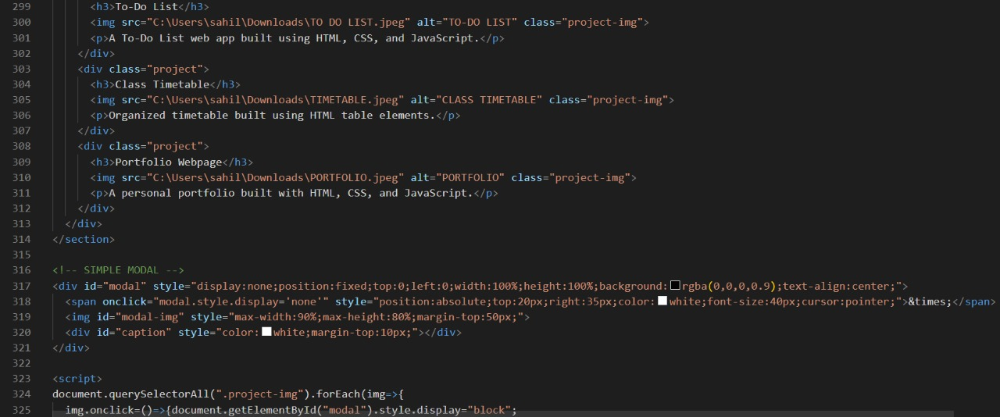 299 <h3>To-Do List</h3>
300 <img src="C:\Users\sahil\Downloads\TO DO LIST.jpeg" alt="TO-DO LIST" class="project-img">
301 <p>A To-Do List web app built using HTML, CSS, and JavaScript.</p>
302 </div>
303 <div class="project">
304 <h3>Class Timetable</h3>
305 <img src="C:\Users\sahil\Downloads\TIMETABLE.jpeg" alt="CLASS TIMETABLE" class="project-img">
306 <p>Organized timetable built using HTML table elements.</p>
307 </div>
308 <div class="project">
309 <h3>Portfolio Webpage</h3>
310 <img src="C:\Users\sahil\Downloads\PORTFOLIO.jpeg" alt="PORTFOLIO" class="project-img">
311 <p>A personal portfolio built with HTML, CSS, and JavaScript.</p>
312 </div>
313 </div>
314 </section>
315
316 <!-- SIMPLE MODAL -->
317 <div id="modal" style="display:none;position:fixed;top:0;left:0;width:100%;height:100%;background:rgba(0,0,0,0.9);text-align:center;">
318 <span onclick="modal.style.display='none'" style="position:absolute;top:20px;right:35px;color:white;font-size:40px;cursor:pointer;">&times;</span>
319 <img id="modal-img" style="max-width:90%;max-height:80%;margin-top:50px;">
320 <div id="caption" style="color:white;margin-top:10px;"></div>
321 </div>
322
323 <script>
324 document.querySelectorAll(".project-img").forEach(img=>{
325 img.onclick=()=>{document.getElementById("modal").style.display="block";